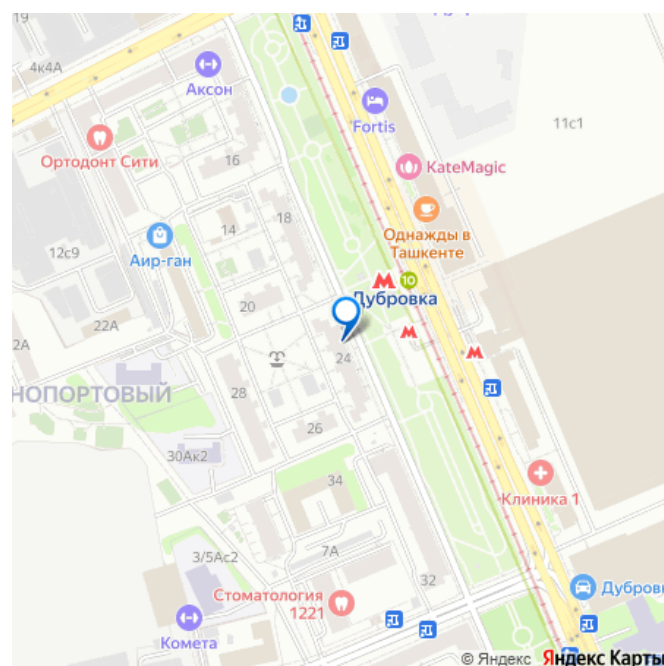 19
4к4А
Аксон
Fortis
11с1
Ортодонт Сити
16
KateMagic
18
14
Однажды в
Ташкенте
12с9
Аир-ган
10
Дубровка
20
22А
2А
24
НОПОРТОВЫЙ
28
26
30Ак2
34
Клиника 1
3/5Ас2
7А
32
Стоматология
1221
Дубровк
Комета
© Яндекс Яндекс Карты